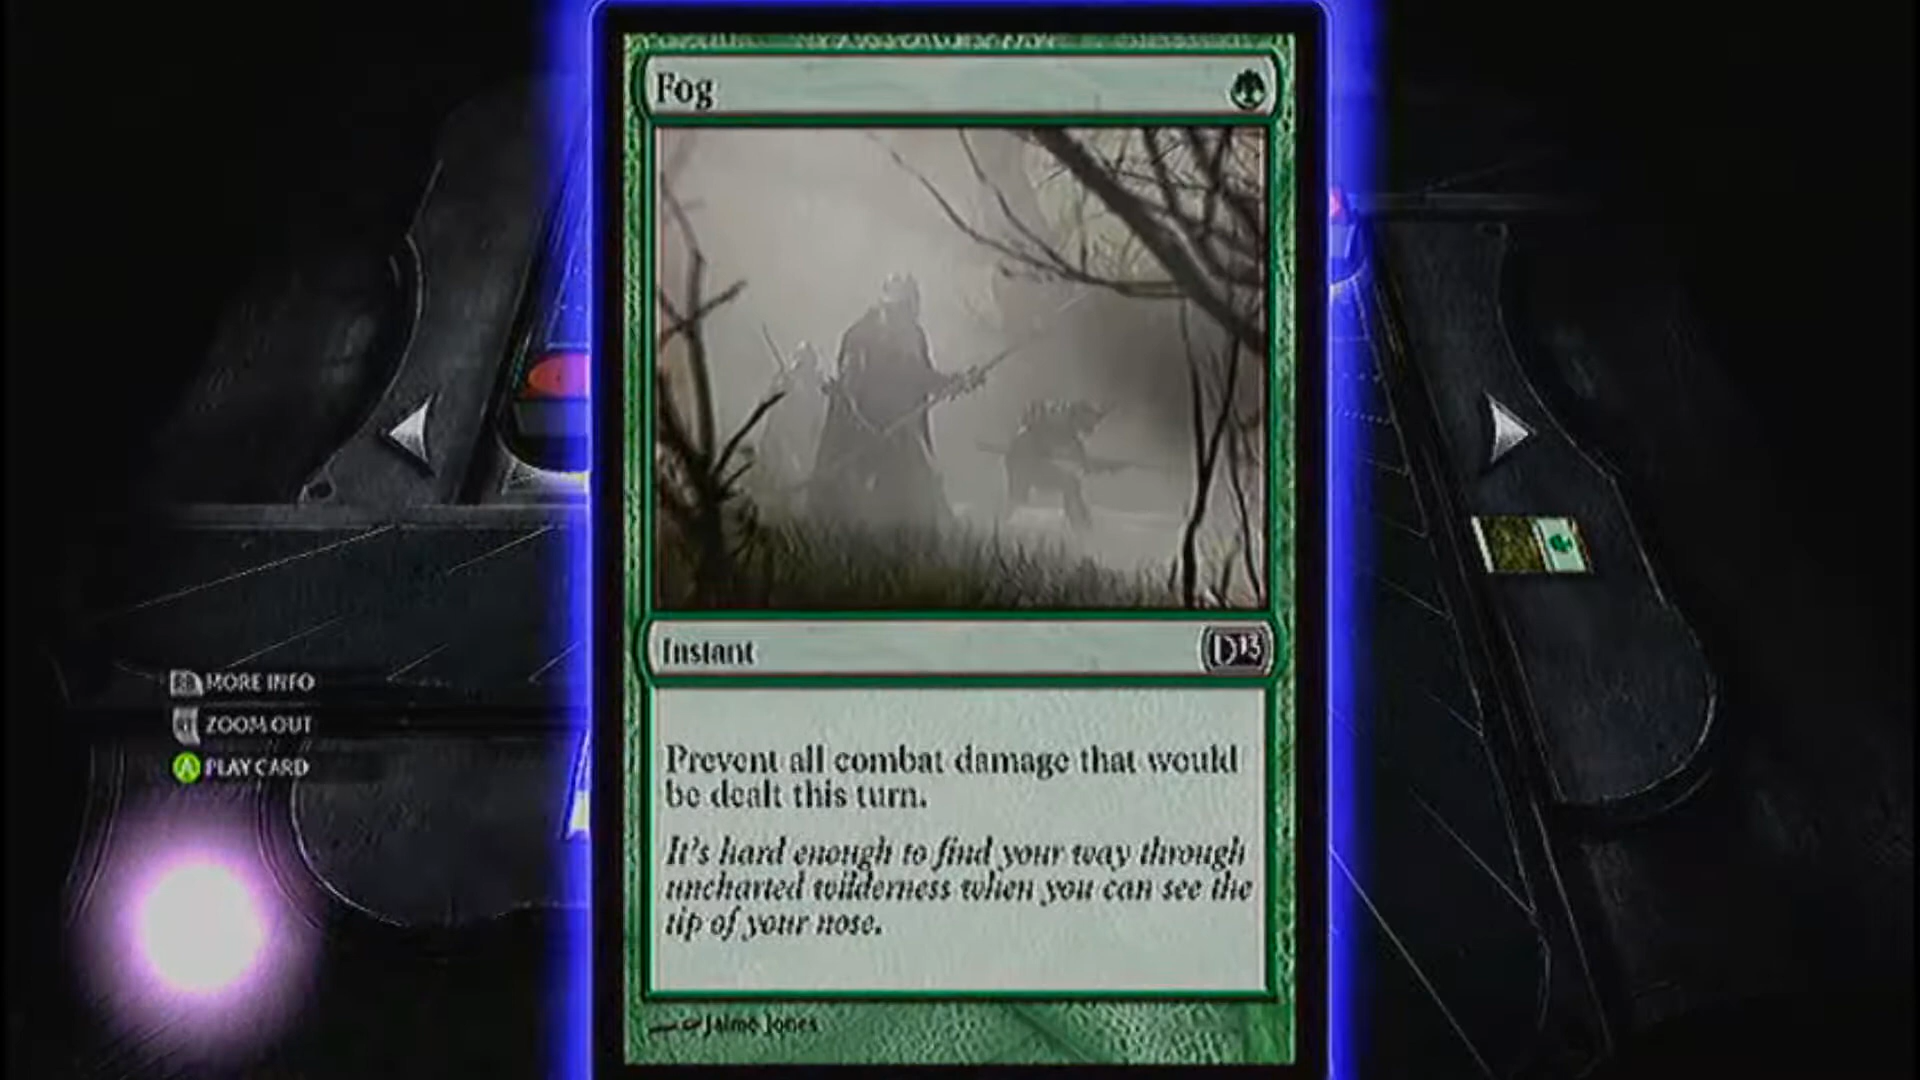 Fog
Instant
D13
Prevent all combat damage that would
be dealt this turn.
It's hard enough to find your way through
uncharted wilderness when you can see the
tip of your nose.
Jaime Jones
MORE INFO
ZOOM OUT
A PLAY CARD